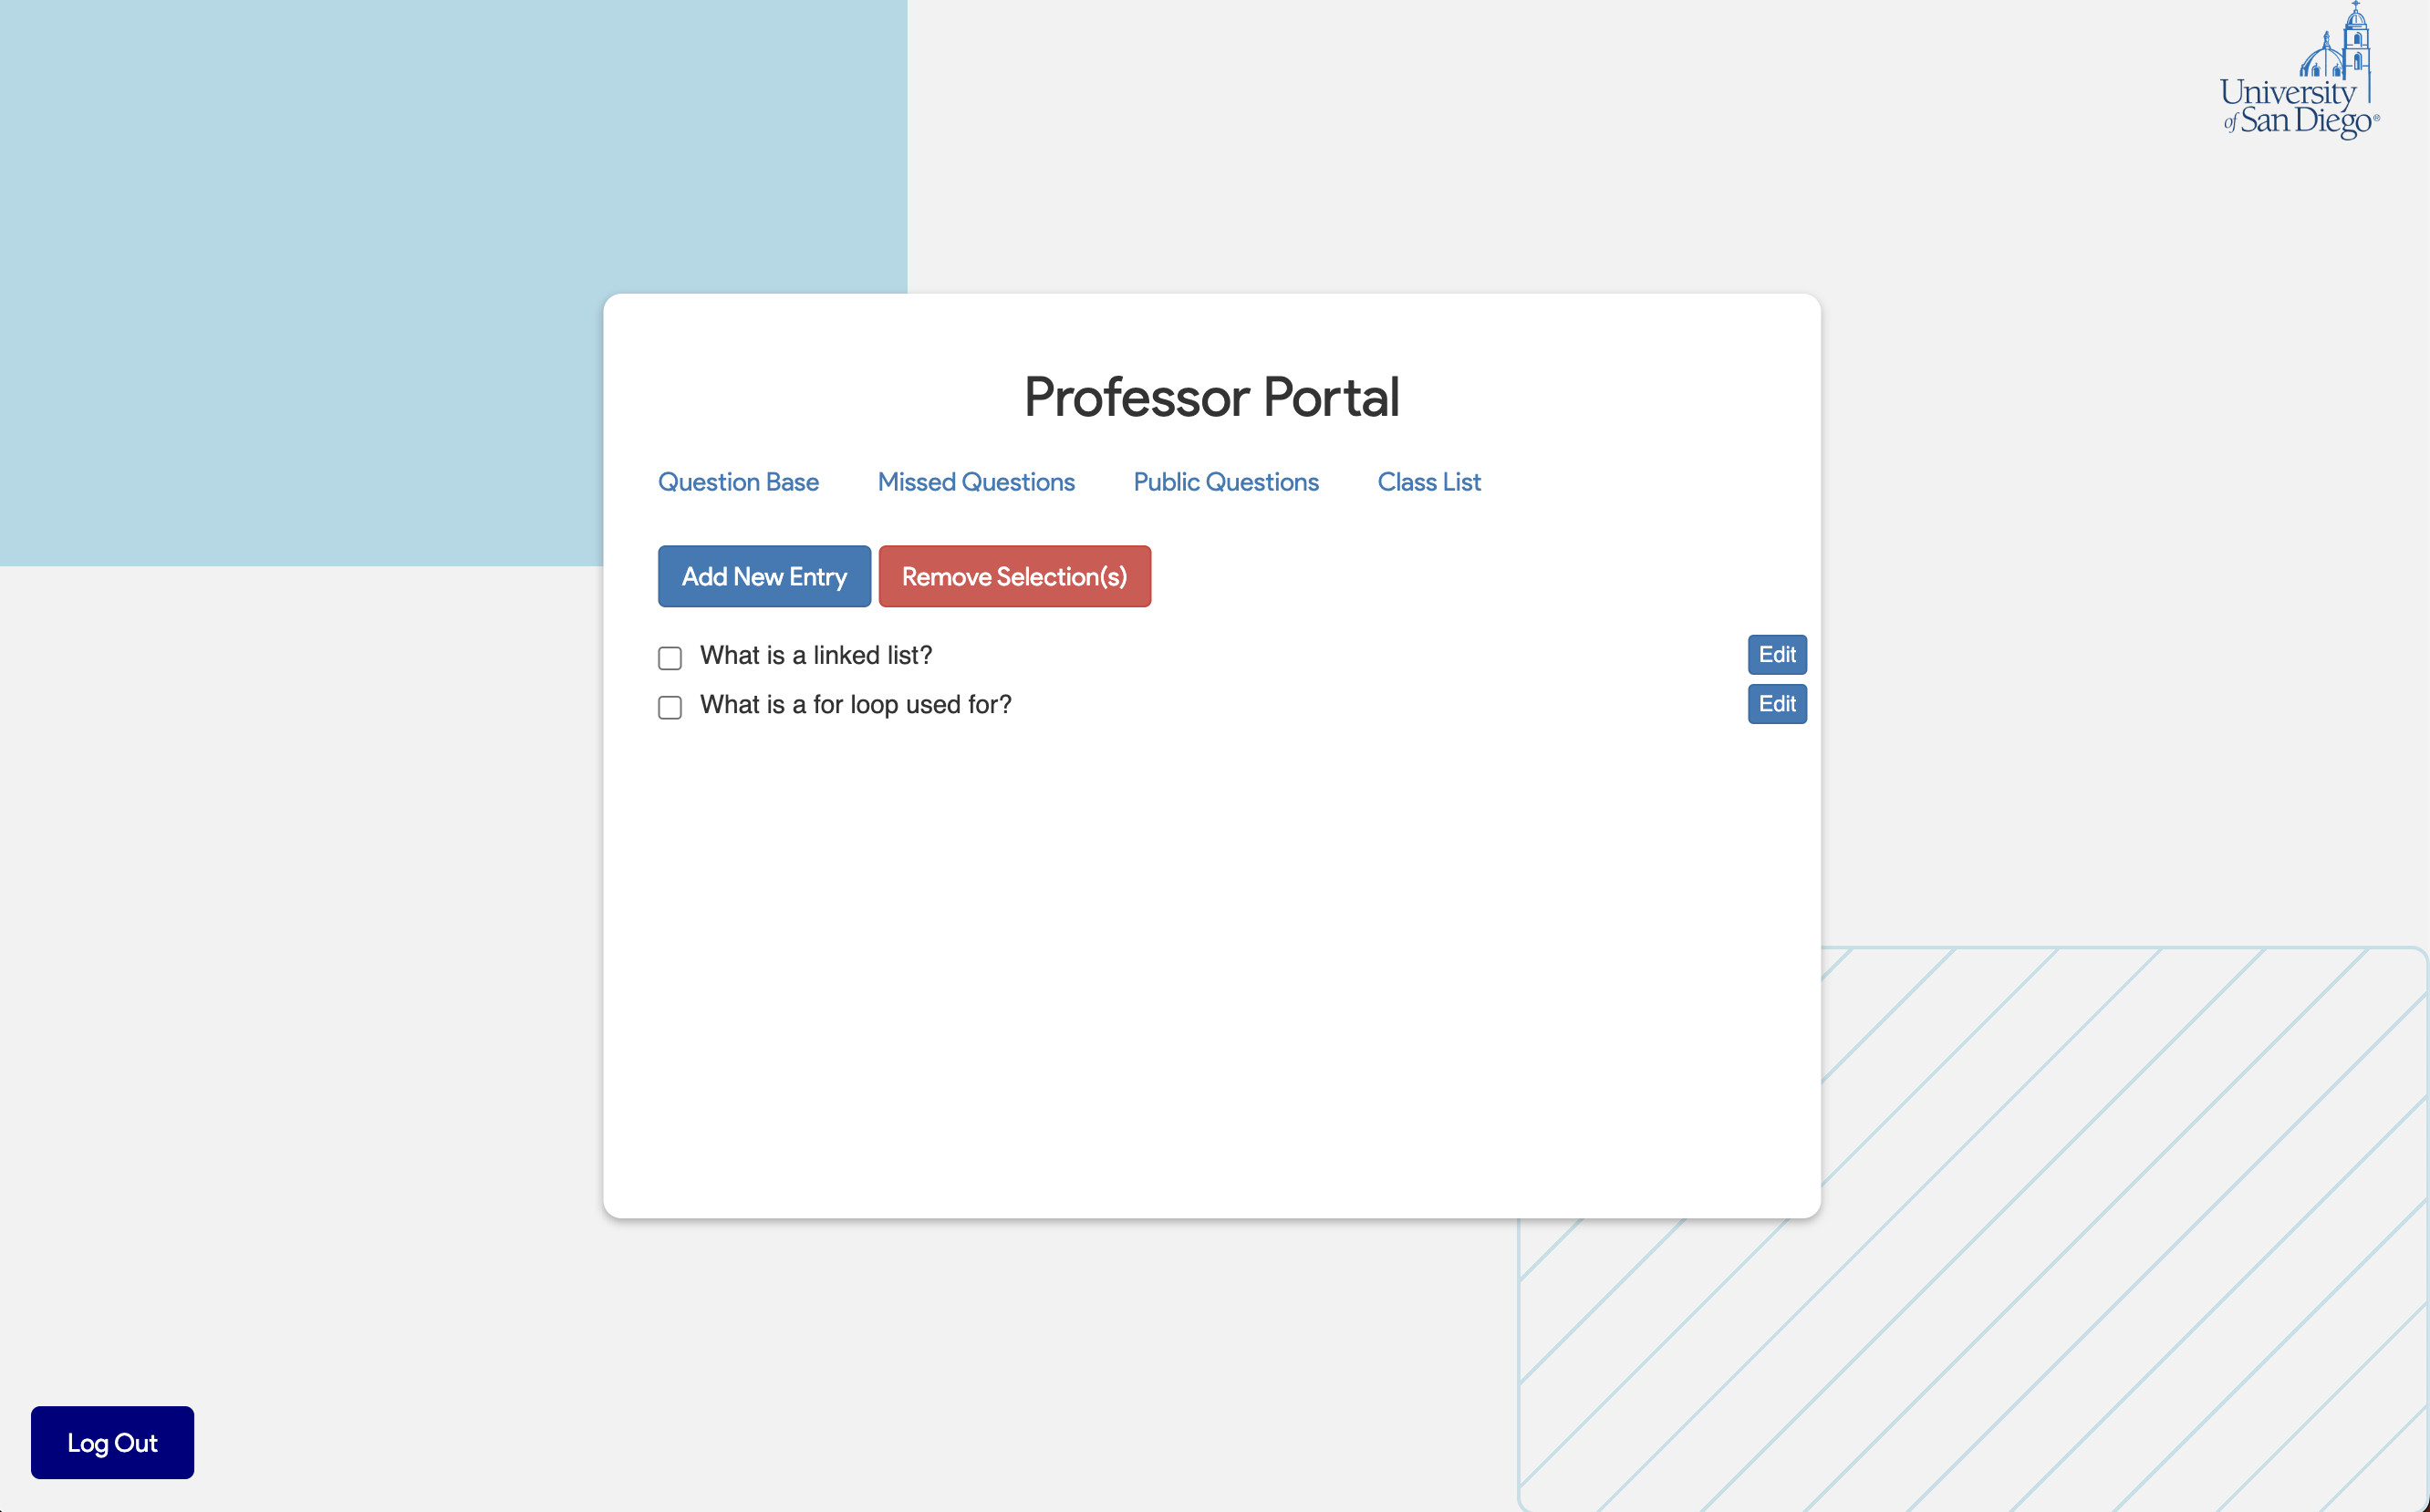 University
of San Diego®
Professor Portal
Question Base Missed Questions Public Questions Class List
Add New Entry Remove Selection(s)
What is a linked list? Edit
What is a for loop used for? Edit
Log Out